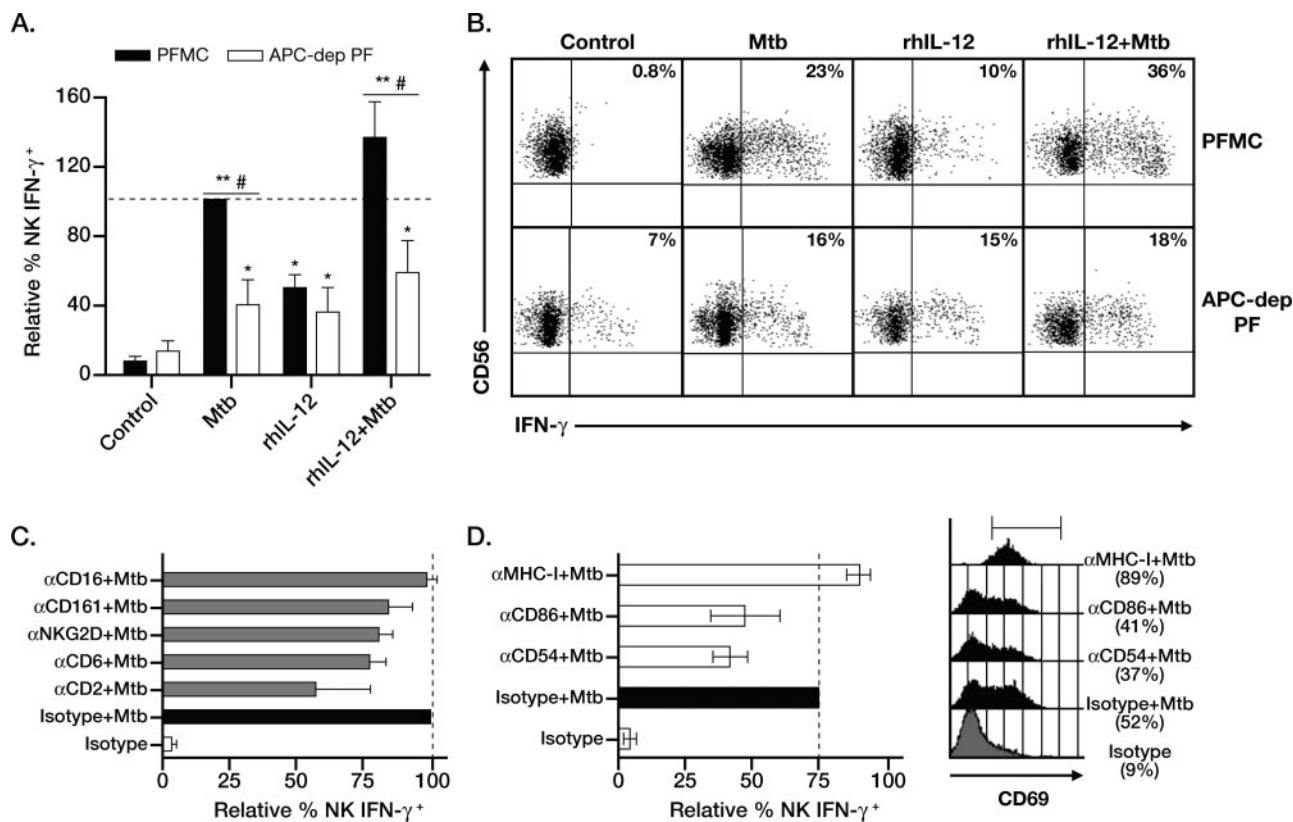 A.
PFMC
APC-dep PF
Relative % NK IFN-γ+
160
120
80
40
0
** #
*
*
*
** #
*
Control
Mtb
rhIL-12
rhIL-12+Mtb
B.
Control
Mtb
rhIL-12
rhIL-12+Mtb
0.8%
23%
10%
36%
PFMC
7%
16%
15%
18%
APC-dep
PF
CD56
IFN-γ
C.
αCD16+Mtb
αCD161+Mtb
αNKG2D+Mtb
αCD6+Mtb
αCD2+Mtb
Isotype+Mtb
Isotype
0
25
50
75
100
Relative % NK IFN-γ+
D.
αMHC-I+Mtb
αCD86+Mtb
αCD54+Mtb
Isotype+Mtb
Isotype
0
25
50
75
100
Relative % NK IFN-γ+
αMHC-I+Mtb
(89%)
αCD86+Mtb
(41%)
αCD54+Mtb
(37%)
Isotype+Mtb
(52%)
Isotype
(9%)
CD69